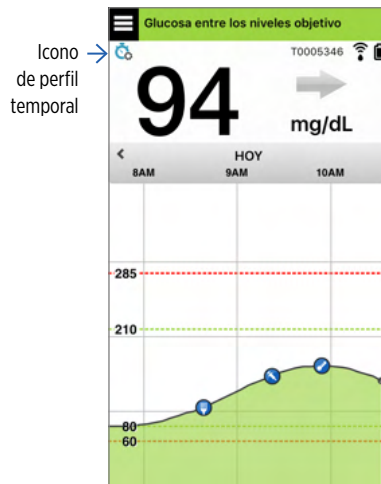 Glucosa entre los niveles objetivo
Icono
de perfil
temporal
T0005346
94
mg/dL
HOY
8AM 9AM 10AM
285
210
80
60